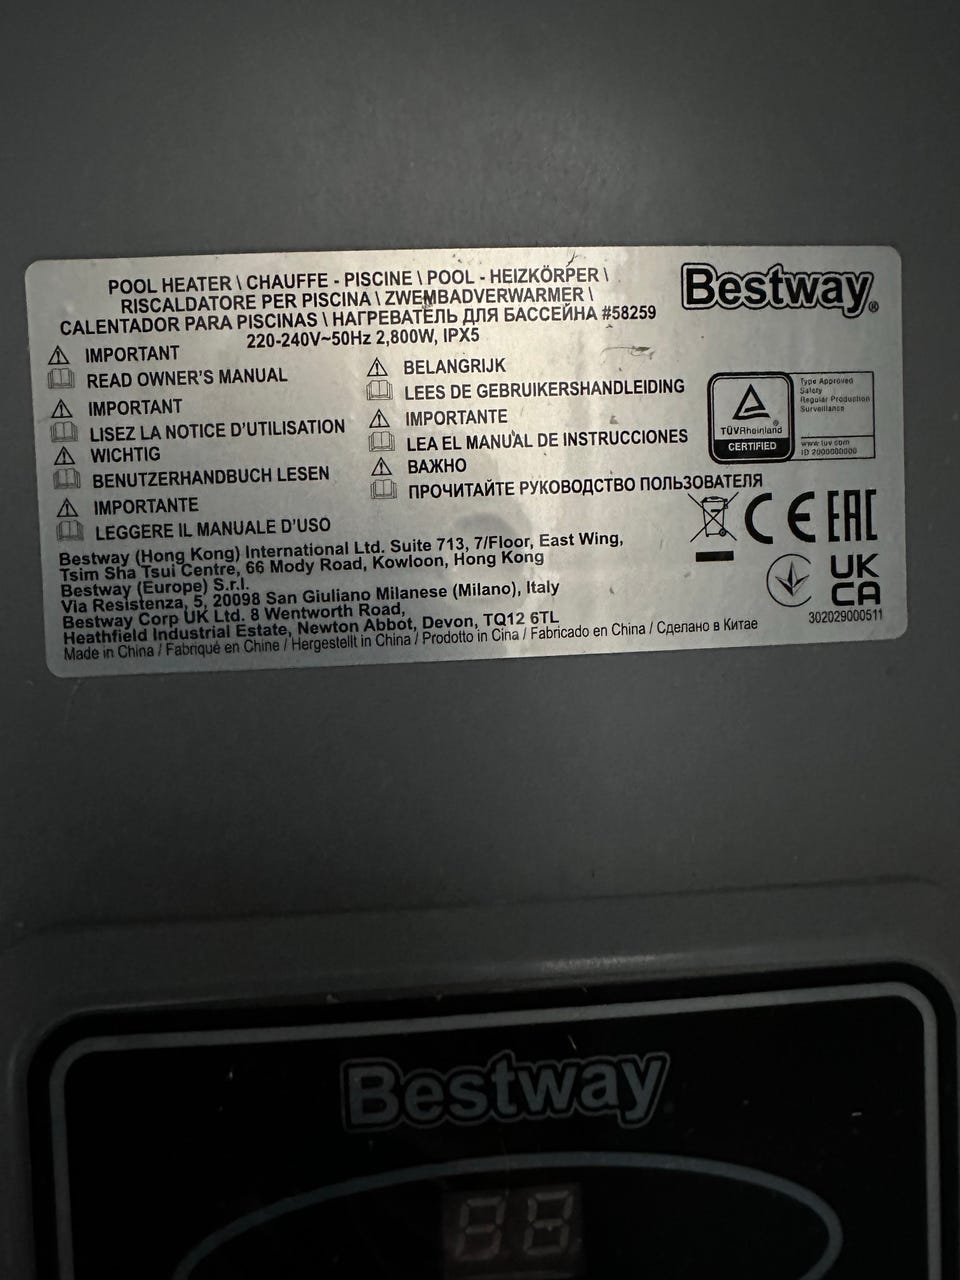 POOL HEATER \ CHAUFFE - PISCINE \ POOL - HEIZKÖRPER \
RISCALDATORE PER PISCINA \ ZWEMBADVERWARMER \
CALENTADOR PARA PISCINAS \ НАГРЕВАТЕЛЬ ДЛЯ БАССЕЙНА #58259
220-240V~50Hz 2,800W, IPX5
Bestway®
IMPORTANT
READ OWNER'S MANUAL
IMPORTANT
LISEZ LA NOTICE D'UTILISATION
WICHTIG
BENUTZERHANDBUCH LESEN
IMPORTANTE
LEGGERE IL MANUALE D'USO
BELANGRIJK
LEES DE GEBRUIKERSHANDLEIDING
IMPORTANTE
LEA EL MANUAL DE INSTRUCCIONES
ВАЖНО
ПРОЧИТАЙТЕ РУКОВОДСТВО ПОЛЬЗОВАТЕЛЯ
TÜVRheinland®
CERTIFIED
Type Approved
Safety
Regular Production
Surveillance
www.tuv.com
ID 2000000000
CE EAC
UK
CA
302029000511
Bestway (Hong Kong) International Ltd. Suite 713, 7/Floor, East Wing,
Tsim Sha Tsui Centre, 66 Mody Road, Kowloon, Hong Kong
Bestway (Europe) S.r.l.
Via Resistenza, 5, 20098 San Giuliano Milanese (Milano), Italy
Bestway Corp UK Ltd. 8 Wentworth Road,
Heathfield Industrial Estate, Newton Abbot, Devon, TQ12 6TL
Made in China / Fabriqué en Chine / Hergestellt in China / Prodotto in Cina / Fabricado en China / Сделано в Китае
Bestway